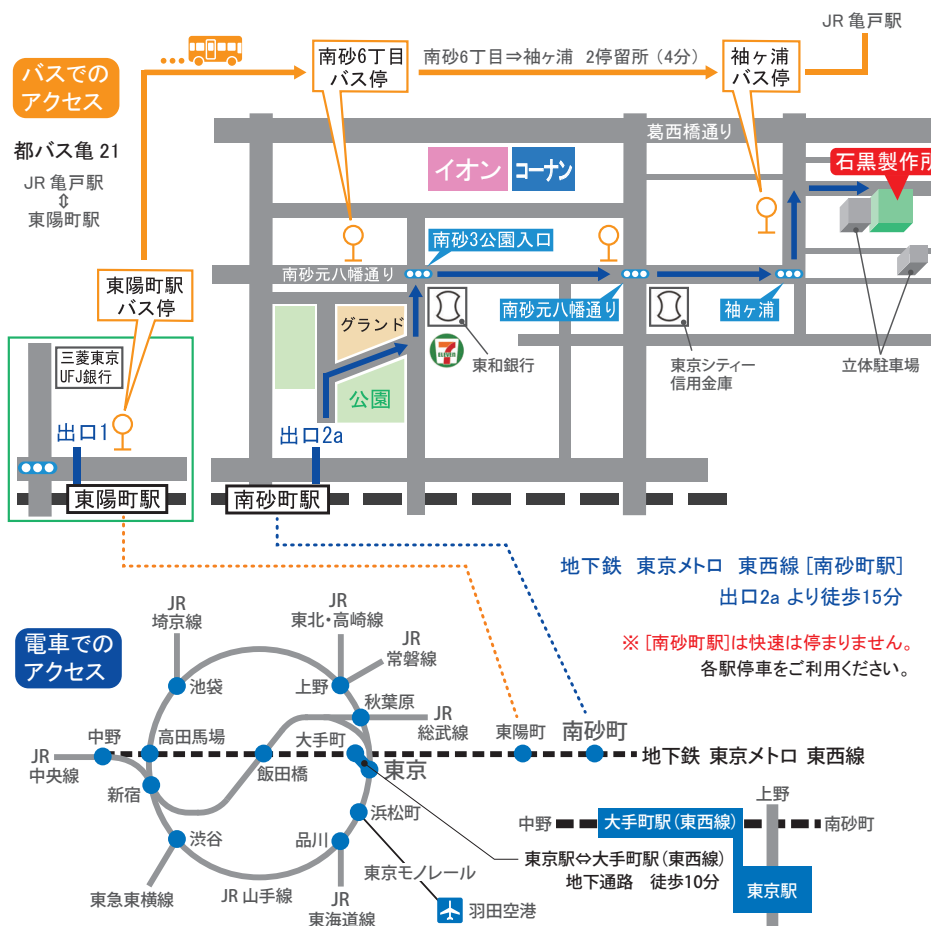 JR 亀戸駅
バスでの
アクセス
南砂6丁目
バス停
南砂6丁目⇒袖ヶ浦 2停留所（4分）
袖ヶ浦
バス停
都バス亀 21
JR 亀戸駅
⇕
東陽町駅
葛西橋通り
イオン
コーナン
石黒製作所
南砂3公園入口
南砂元八幡通り
東陽町駅
バス停
南砂元八幡通り
袖ヶ浦
グランド
東和銀行
7
ELEVEN
東京シティー
信用金庫
立体駐車場
三菱東京
UFJ銀行
公園
出口1
出口2a
東陽町駅
南砂町駅
地下鉄 東京メトロ 東西線 [南砂町駅]
出口2a より徒歩15分
※ [南砂町駅]は快速は停まりません。
各駅停車をご利用ください。
電車での
アクセス
JR
埼京線
JR
東北・高崎線
JR
常磐線
池袋
上野
秋葉原
JR
総武線
JR
中央線
中野
高田馬場
飯田橋
大手町
東京
東陽町
南砂町
地下鉄 東京メトロ 東西線
新宿
浜松町
渋谷
品川
東急東横線
JR 山手線
JR
東海道線
東京モノレール
羽田空港
上野
中野
大手町駅（東西線）
南砂町
東京駅⇔大手町駅（東西線）
地下通路 徒歩10分
東京駅